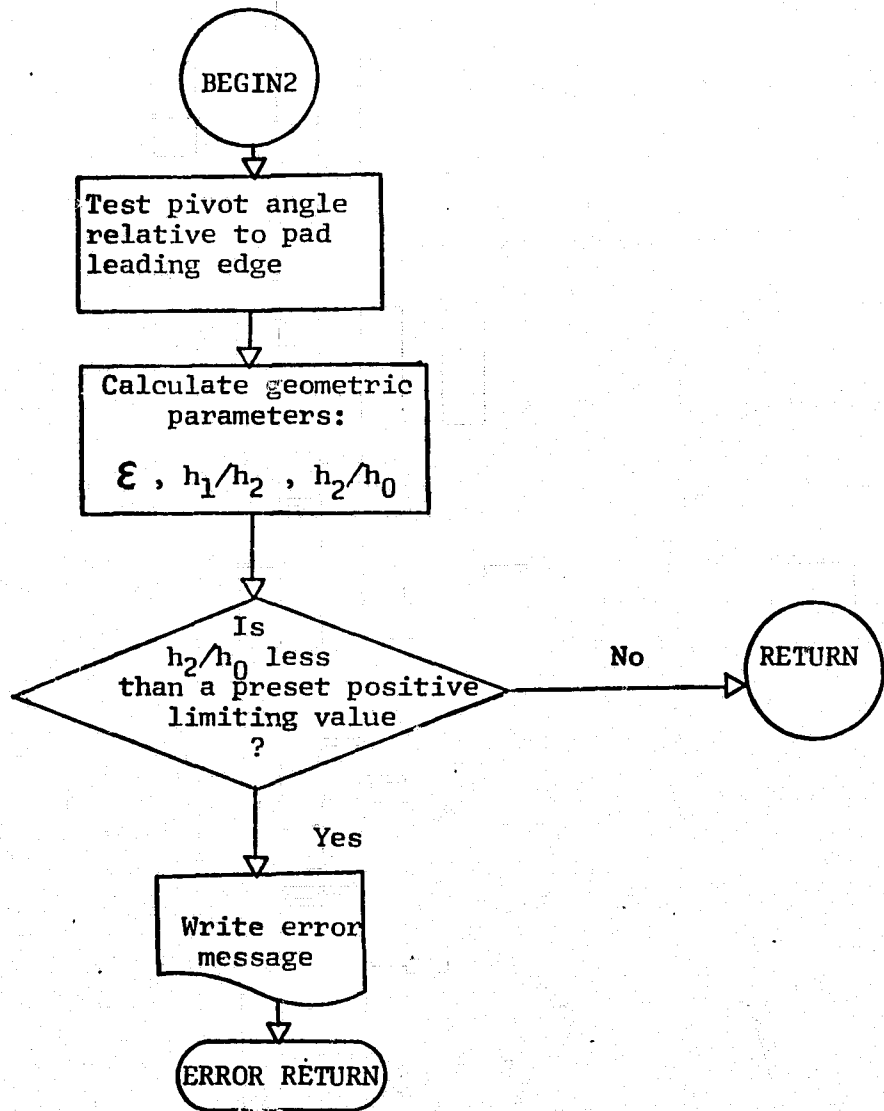 BEGIN2
Test pivot angle
relative to pad
leading edge
Calculate geometric
parameters:
ε , h₁/h₂ , h₂/h₀
Is
h₂/h₀ less
than a preset positive
limiting value
?
No
RETURN
Yes
Write error
message
ERROR RETURN